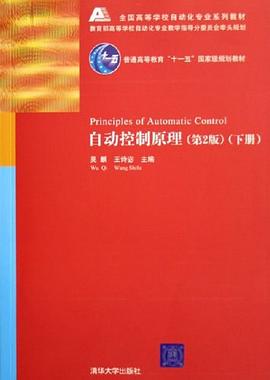 全国高等学校自动化专业系列教材
教育部高等学校自动化专业教学指导分委员会牵头规划
普通高等教育“十一五”国家级规划教材
Principles of Automatic Control
自动控制原理(第2版)(下册)
吴麒 王诗宓 主编
Wu Qi Wang Shifu
清华大学出版社